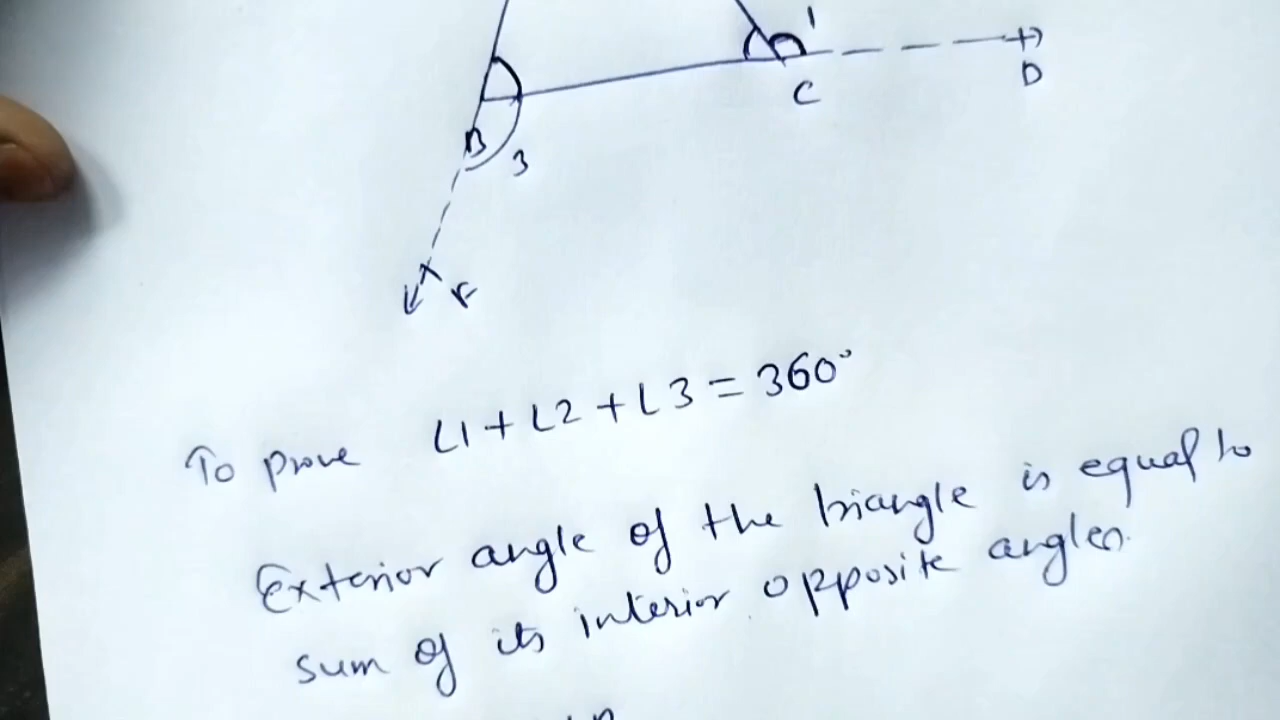 1
C
D
B
3
F
To prove ∠1 + ∠2 + ∠3 = 360°
Exterior angle of the triangle is equal to
sum of its interior opposite angles.